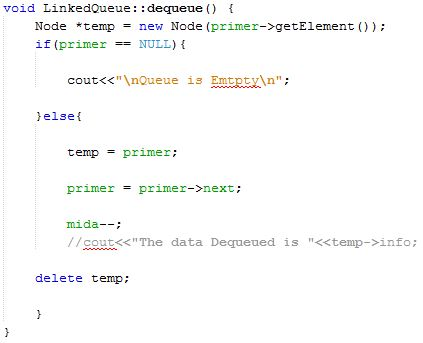 void LinkedQueue::dequeue() {
Node *temp = new Node(primer->getElement());
if(primer == NULL){
cout<<"\nQueue is Emtpty\n";
}else{
temp = primer;
primer = primer->next;
mida--;
//cout<<"The data Dequeued is "<<temp->info;
delete temp;
}
}